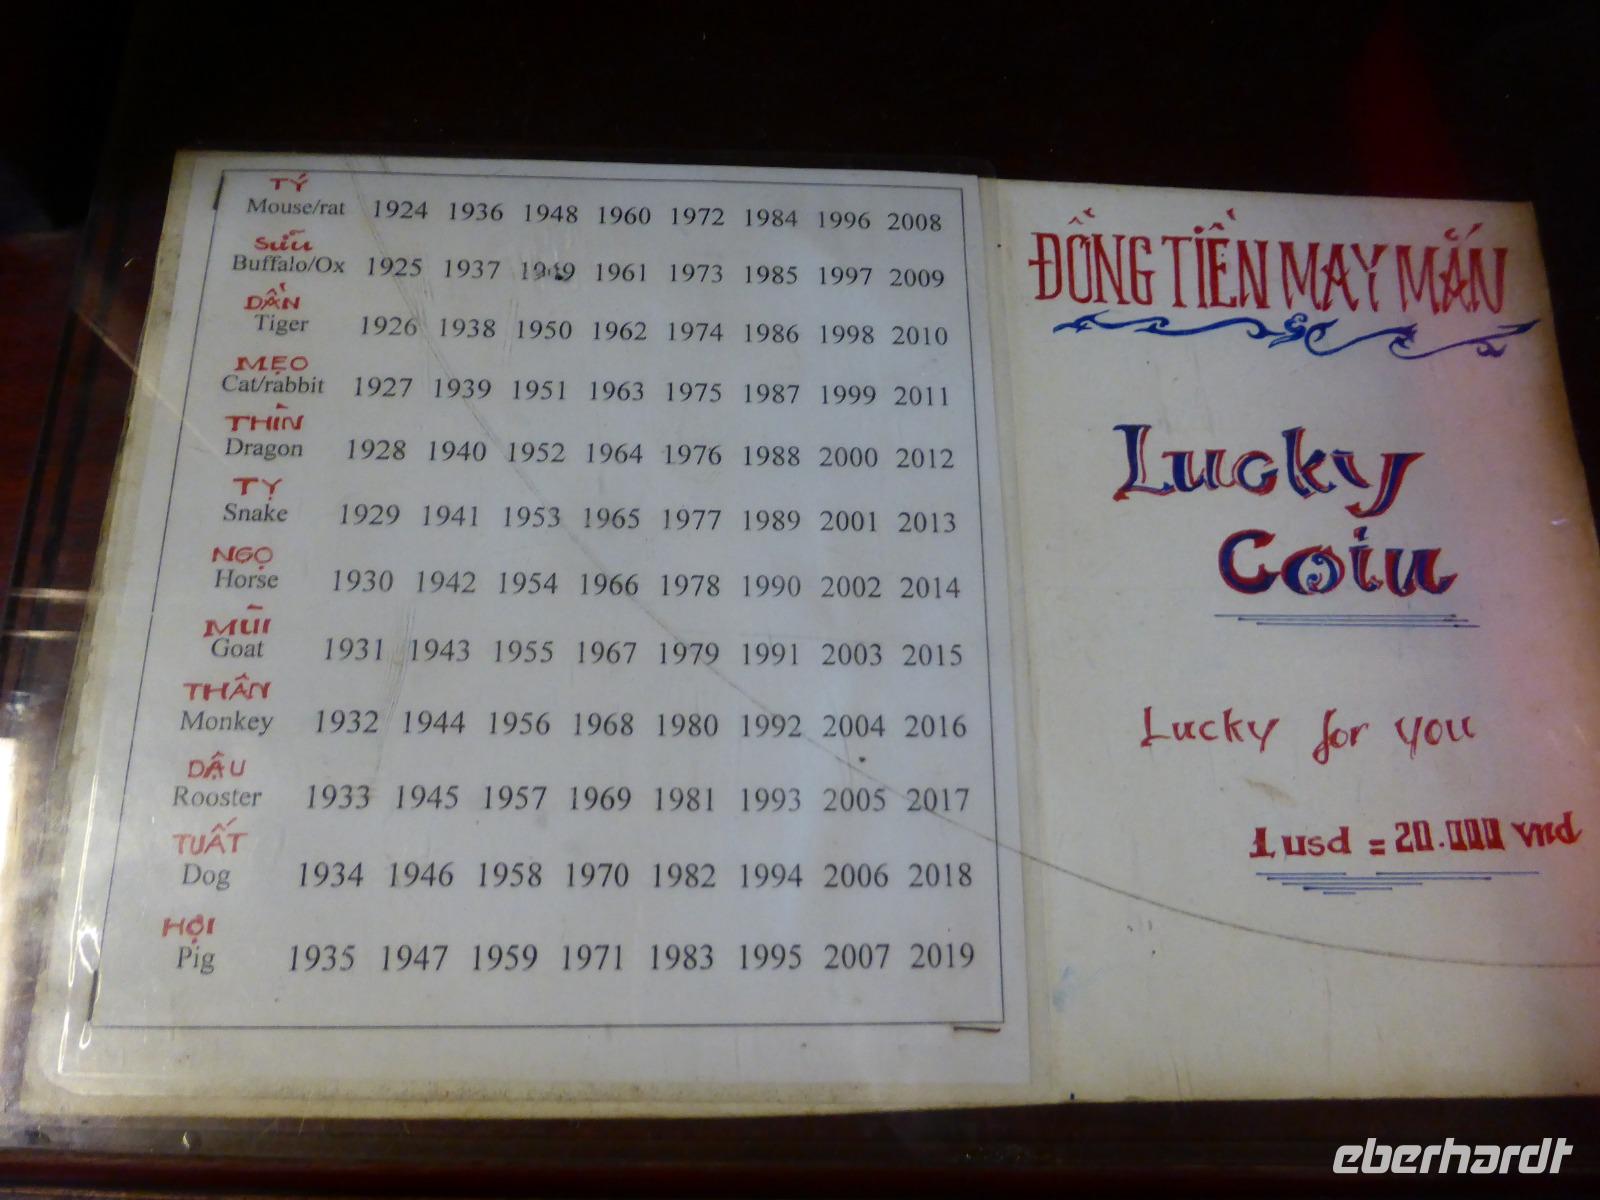 TÝ
Mouse/rat 1924 1936 1948 1960 1972 1984 1996 2008
SỬU
Buffalo/Ox 1925 1937 1949 1961 1973 1985 1997 2009
DẦN
Tiger 1926 1938 1950 1962 1974 1986 1998 2010
MẸO
Cat/rabbit 1927 1939 1951 1963 1975 1987 1999 2011
THÌN
Dragon 1928 1940 1952 1964 1976 1988 2000 2012
TỴ
Snake 1929 1941 1953 1965 1977 1989 2001 2013
NGỌ
Horse 1930 1942 1954 1966 1978 1990 2002 2014
MÙI
Goat 1931 1943 1955 1967 1979 1991 2003 2015
THÂN
Monkey 1932 1944 1956 1968 1980 1992 2004 2016
DẬU
Rooster 1933 1945 1957 1969 1981 1993 2005 2017
TUẤT
Dog 1934 1946 1958 1970 1982 1994 2006 2018
HỢI
Pig 1935 1947 1959 1971 1983 1995 2007 2019
ĐỒNG TIỀN MAY MẮN
Lucky
Coin
Lucky for you
1 usd = 20.000 vnd
eberhardt